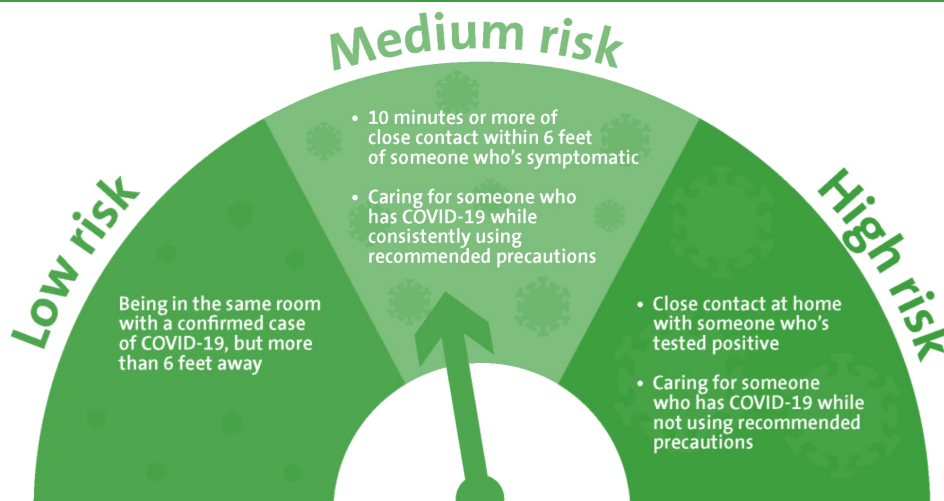 Medium risk
Low risk
High risk
• 10 minutes or more of
close contact within 6 feet
of someone who's symptomatic
• Caring for someone who
has COVID-19 while
consistently using
recommended precautions
Being in the same room
with a confirmed case
of COVID-19, but more
than 6 feet away
• Close contact at home
with someone who's
tested positive
• Caring for someone
who has COVID-19 while
not using recommended
precautions